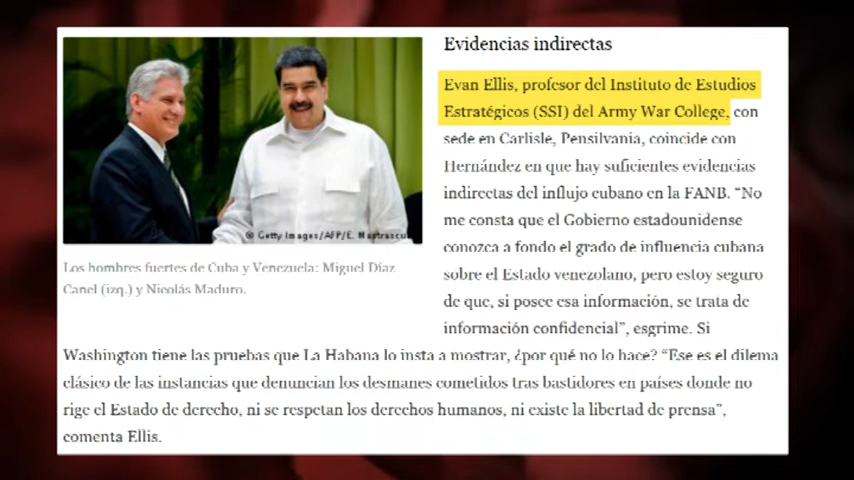 Evidencias indirectas
Evan Ellis, profesor del Instituto de Estudios
Estratégicos (SSI) del Army War College, con
sede en Carlisle, Pensilvania, coincide con
Hernández en que hay suficientes evidencias
indirectas del influjo cubano en la FANB. “No
me consta que el Gobierno estadounidense
conozca a fondo el grado de influencia cubana
sobre el Estado venezolano, pero estoy seguro
de que, si posee esa información, se trata de
información confidencial”, esgrime. Si
© Getty Images/AFP/E. Mastrascu
Los hombres fuertes de Cuba y Venezuela: Miguel Díaz
Canel (izq.) y Nicolás Maduro.
Washington tiene las pruebas que La Habana lo insta a mostrar, ¿por qué no lo hace? “Ese es el dilema
clásico de las instancias que denuncian los desmanes cometidos tras bastidores en países donde no
rige el Estado de derecho, ni se respetan los derechos humanos, ni existe la libertad de prensa”,
comenta Ellis.